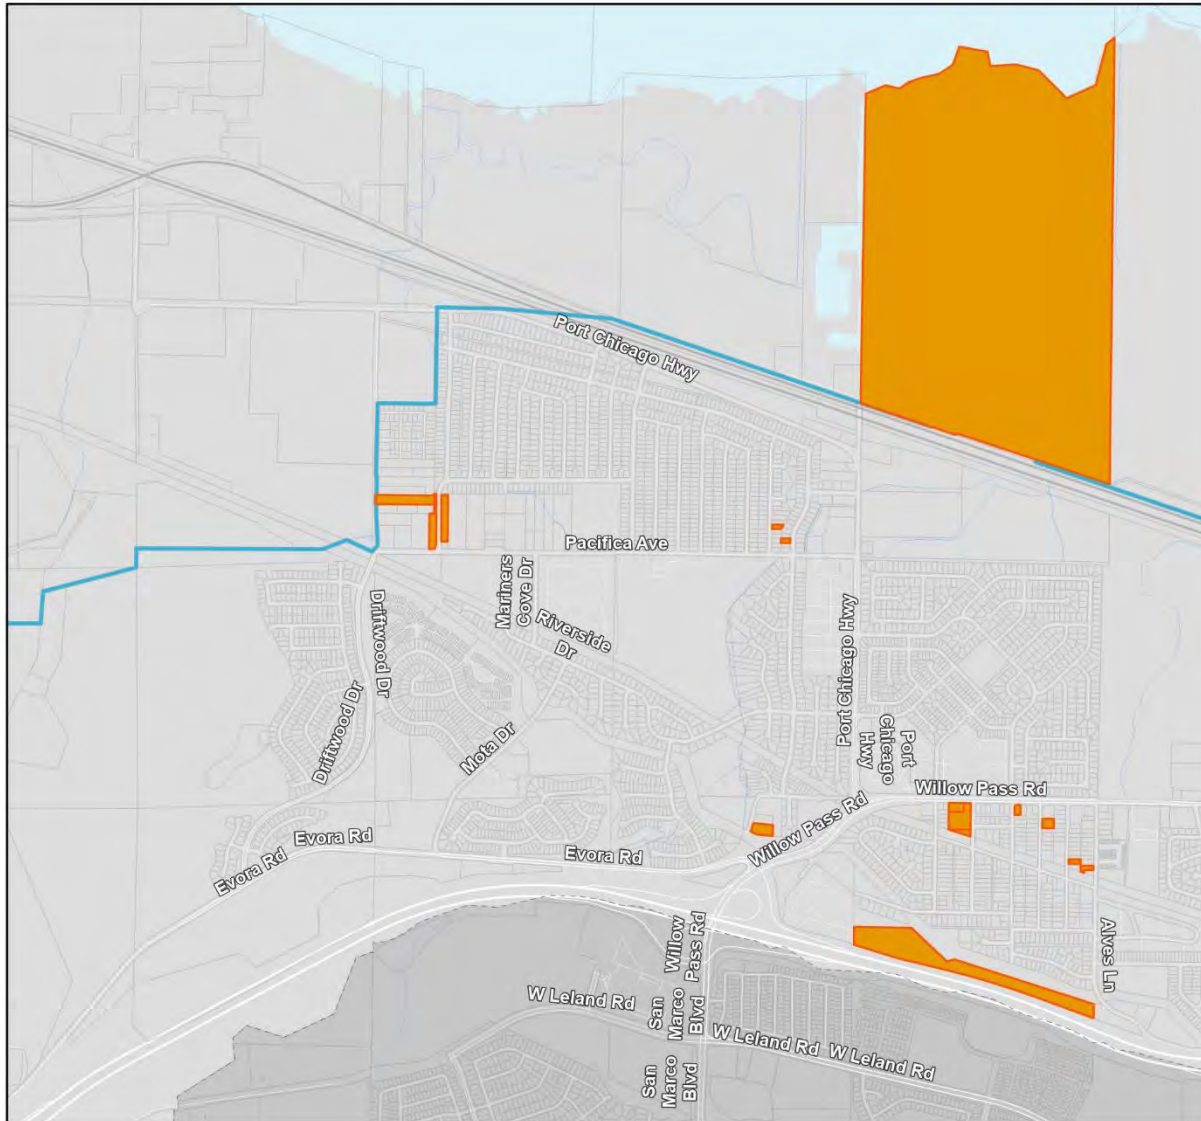 Port Chicago Hwy
Pacifica Ave
Mariners
Cove Dr
Riverside
Dr
Driftwood Dr
Driftwood Dr
Port Chicago Hwy
Port
Chicago
Hwy
Mota Dr
Willow Pass Rd
Willow Pass Rd
Evora Rd
Evora Rd
Evora Rd
Willow
Pass Rd
Alves Ln
W Leland Rd
San
Marco
Blvd
W Leland Rd
W Leland Rd
San
Marco
Blvd